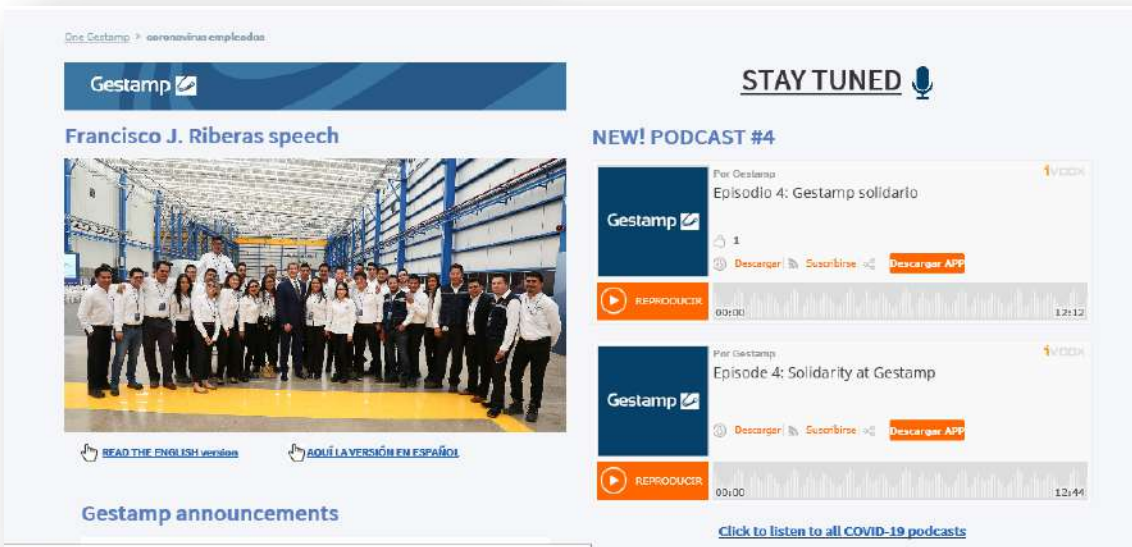 One Gestamp > coronavirus empleados
Gestamp
Francisco J. Riberas speech
READ THE ENGLISH version
AQUÍ LA VERSIÓN EN ESPAÑOL
Gestamp announcements
STAY TUNED
NEW! PODCAST #4
Gestamp
Por Gestamp
ivoox
Episodio 4: Gestamp solidario
1
Descargar Suscribirse Descargar APP
REPRODUCIR 00:00 12:12
Gestamp
Por Gestamp
ivoox
Episode 4: Solidarity at Gestamp
Descargar Suscribirse Descargar APP
REPRODUCIR 00:00 12:44
Click to listen to all COVID-19 podcasts